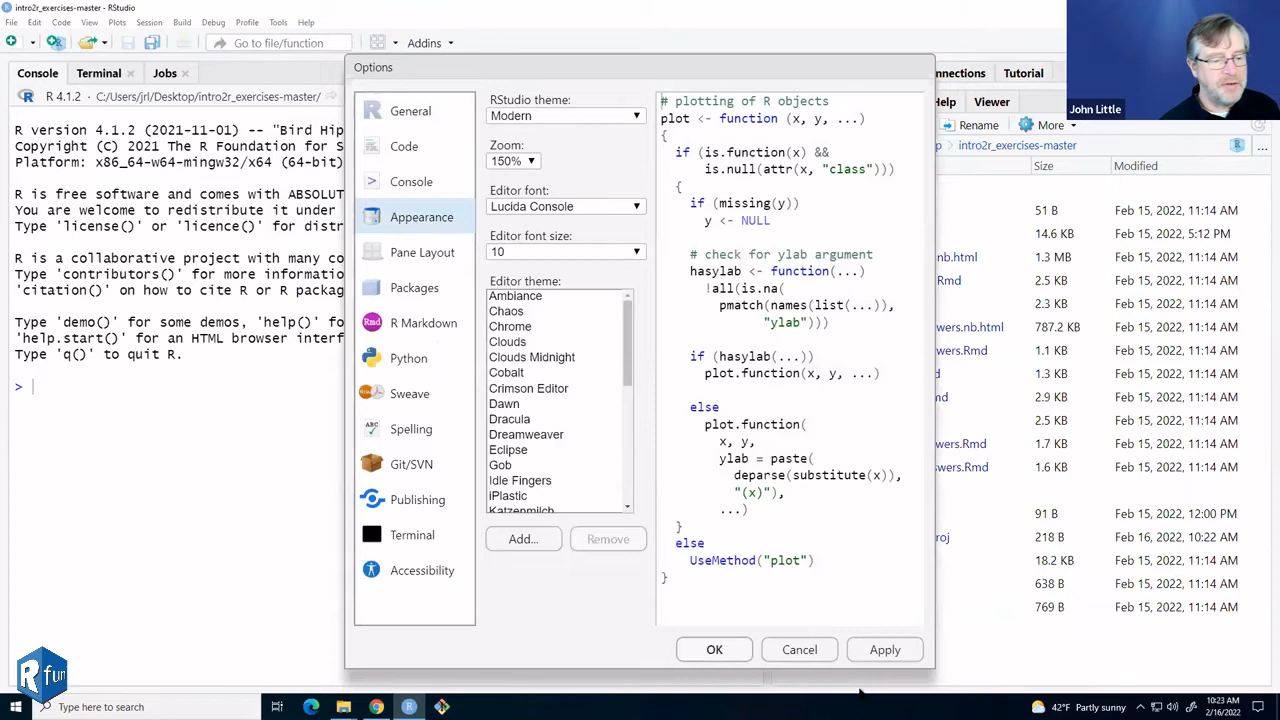 intro2r_exercises-master - RStudio
File Edit Code View Plots Session Build Debug Profile Tools Help
Go to file/function
Addins
Console
Terminal
Jobs
nnections
Tutorial
R 4.1.2 · C:/Users/jrl/Desktop/intro2r_exercises-master/
R version 4.1.2 (2021-11-01) -- "Bird Hip
Copyright (C) 2021 The R Foundation for S
Platform: x86_64-w64-mingw32/x64 (64-bit)
R is free software and comes with ABSOLUT
You are welcome to redistribute it under
Type 'license()' or 'licence()' for distr
R is a collaborative project with many co
Type 'contributors()' for more informatio
'citation()' on how to cite R or R packag
Type 'demo()' for some demos, 'help()' fo
'help.start()' for an HTML browser interf
Type 'q()' to quit R.
>
Options
General
Code
Console
Appearance
Pane Layout
Packages
R Markdown
Python
Sweave
Spelling
Git/SVN
Publishing
Terminal
Accessibility
RStudio theme:
Modern
Zoom:
150%
Editor font:
Lucida Console
Editor font size:
10
Editor theme:
Ambiance
Chaos
Chrome
Clouds
Clouds Midnight
Cobalt
Crimson Editor
Dawn
Dracula
Dreamweaver
Eclipse
Gob
Idle Fingers
iPlastic
Katzenmilch
Add...
Remove
# plotting of R objects
plot <- function (x, y, ...)
{
if (is.function(x) &&
is.null(attr(x, "class")))
{
if (missing(y))
y <- NULL
# check for ylab argument
hasylab <- function(...)
!all(is.na(
pmatch(names(list(...)),
"ylab")))
if (hasylab(...))
plot.function(x, y, ...)
else
plot.function(
x, y,
ylab = paste(
deparse(substitute(x)),
"(x)"),
...)
}
else
UseMethod("plot")
}
OK
Cancel
Apply
John Little
elp
Viewer
Rename
More
intro2r_exercises-master
...
Size
Modified
51 B Feb 15, 2022, 11:14 AM
14.6 KB Feb 15, 2022, 5:12 PM
nb.html 1.3 MB Feb 15, 2022, 11:14 AM
Rmd 2.5 KB Feb 15, 2022, 11:14 AM
2.3 KB Feb 15, 2022, 11:14 AM
wers.nb.html 787.2 KB Feb 15, 2022, 11:14 AM
wers.Rmd 1.1 KB Feb 15, 2022, 11:14 AM
d 1.3 KB Feb 15, 2022, 11:14 AM
md 2.9 KB Feb 15, 2022, 11:14 AM
2.5 KB Feb 15, 2022, 11:14 AM
wers.Rmd 1.7 KB Feb 15, 2022, 11:14 AM
swers.Rmd 1.6 KB Feb 15, 2022, 11:14 AM
91 B Feb 15, 2022, 12:00 PM
oj 218 B Feb 16, 2022, 10:22 AM
18.2 KB Feb 15, 2022, 11:14 AM
638 B Feb 15, 2022, 11:14 AM
769 B Feb 15, 2022, 11:14 AM
R fun
Type here to search
42°F Partly sunny
10:23 AM
2/16/2022